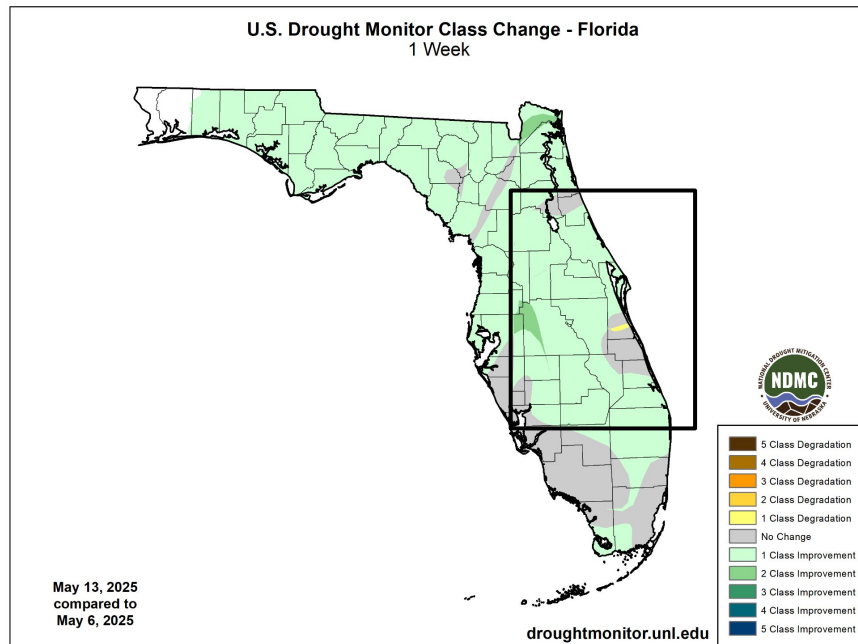 U.S. Drought Monitor Class Change - Florida
1 Week
NATIONAL DROUGHT MITIGATION CENTER
NDMC
UNIVERSITY OF NEBRASKA
5 Class Degradation
4 Class Degradation
3 Class Degradation
2 Class Degradation
1 Class Degradation
No Change
1 Class Improvement
2 Class Improvement
3 Class Improvement
4 Class Improvement
5 Class Improvement
May 13, 2025
compared to
May 6, 2025
droughtmonitor.unl.edu